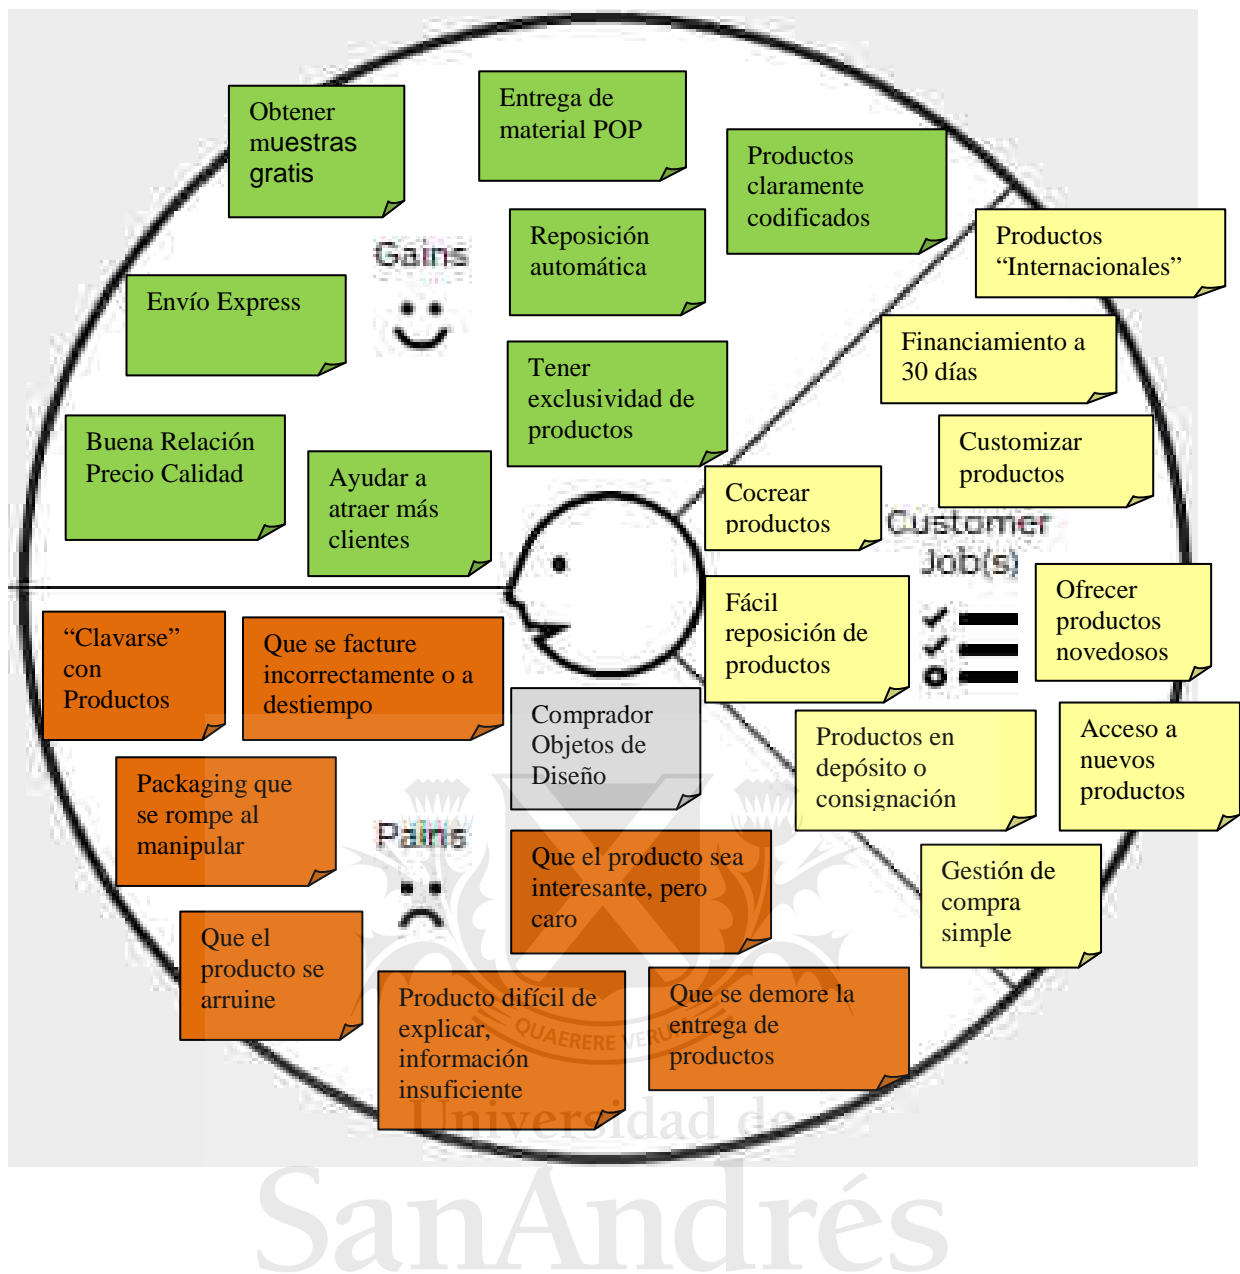 Obtener
muestras
gratis
Entrega de
material POP
Productos
claramente
codificados
Gains
Reposición
automática
Envío Express
Tener
exclusividad de
productos
Buena Relación
Precio Calidad
Ayudar a
atraer más
clientes
Productos
“Internacionales”
Financiamiento a
30 días
Customizar
productos
Cocrear
productos
Customer
Job(s)
Fácil
reposición de
productos
Ofrecer
productos
novedosos
Productos en
depósito o
consignación
Acceso a
nuevos
productos
Gestión de
compra
simple
“Clavarse”
con
Productos
Que se facture
incorrectamente o a
destiempo
Comprador
Objetos de
Diseño
Packaging que
se rompe al
manipular
Pains
Que el producto sea
interesante, pero
caro
Que el
producto se
arruine
Producto difícil de
explicar,
información
insuficiente
Que se demore la
entrega de
productos
QUAERERE VERUM
Universidad de
SanAndrés